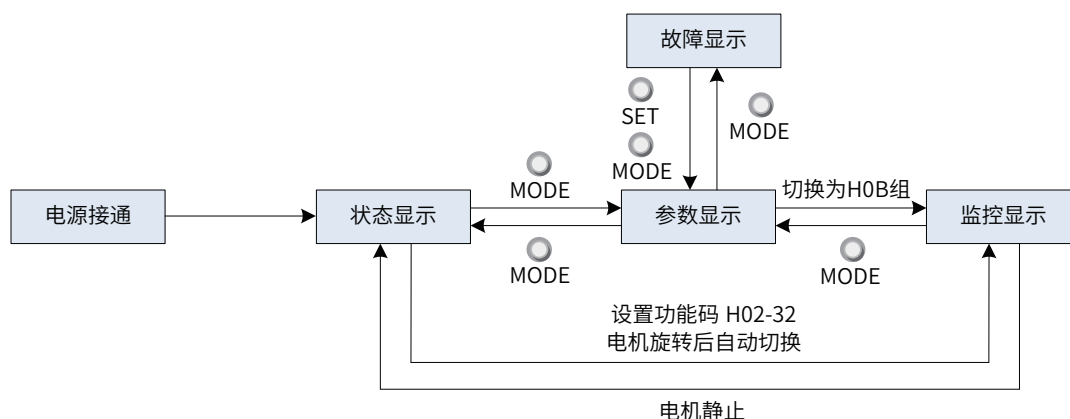 故障显示
SET
MODE
MODE
MODE
切换为H0B组
电源接通
状态显示
参数显示
监控显示
MODE
MODE
设置功能码 H02-32
电机旋转后自动切换
电机静止